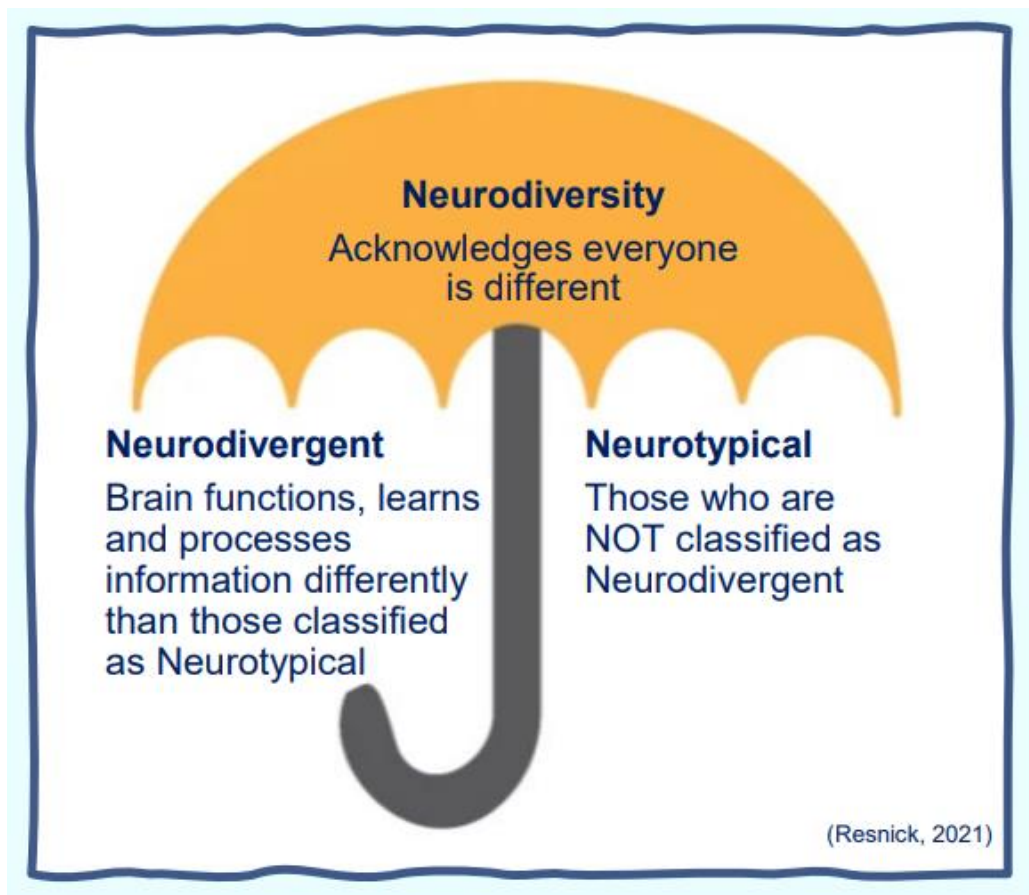 Neurodiversity
Acknowledges everyone
is different
Neurodivergent
Brain functions, learns
and processes
information differently
than those classified
as Neurotypical
Neurotypical
Those who are
NOT classified as
Neurodivergent
(Resnick, 2021)